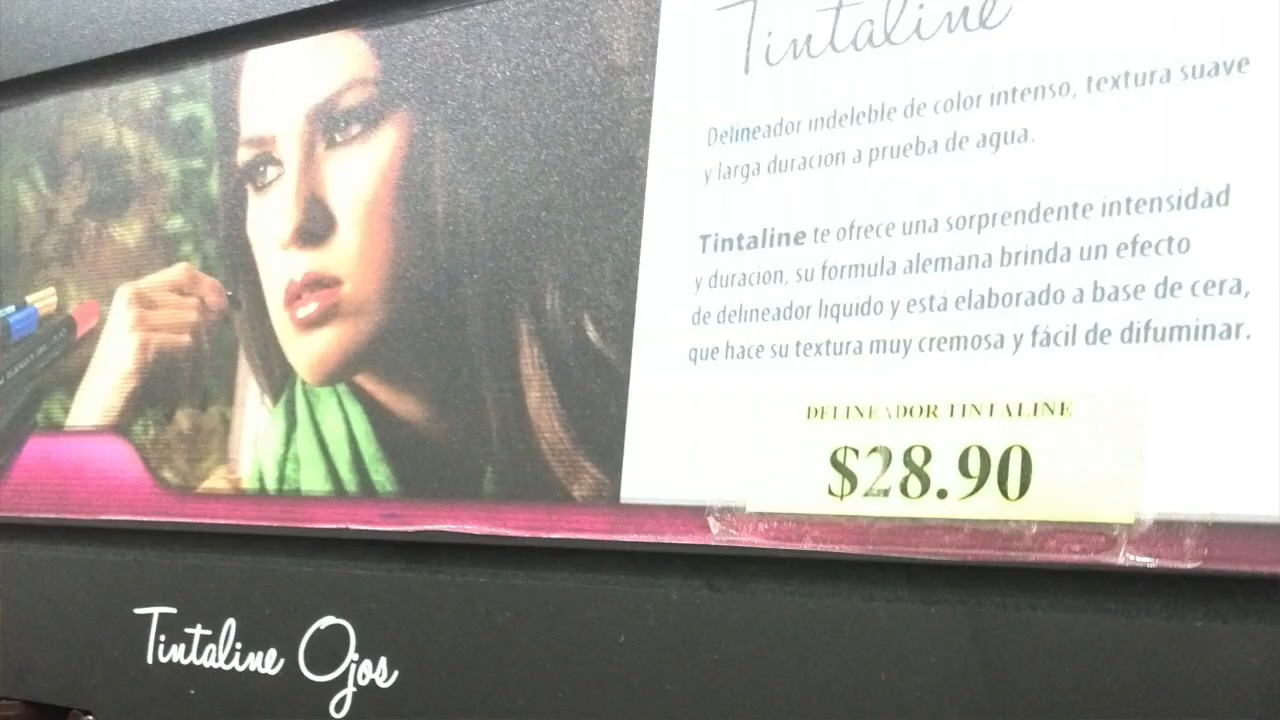 Tintaline
Delineador indeleble de color intenso, textura suave
y larga duracion a prueba de agua.
Tintaline te ofrece una sorprendente intensidad
y duracion, su formula alemana brinda un efecto
de delineador liquido y está elaborado a base de cera,
que hace su textura muy cremosa y fácil de difuminar.
DELINEADOR TINTALINE
$28.90
Tintaline Ojos